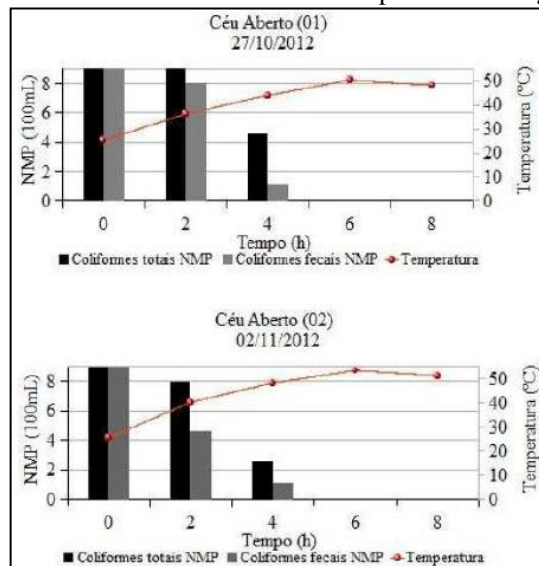 Céu Aberto (01)
27/10/2012
NMP (100mL)
8
6
4
2
0
50
40
30
20
10
0
Temperatura (ºC)
0 2 4 6 8
Tempo (h)
Coliformes totais NMP Coliformes fecais NMP Temperatura
Céu Aberto (02)
02/11/2012
NMP (100mL)
8
6
4
2
0
50
40
30
20
10
0
Temperatura (ºC)
0 2 4 6 8
Tempo (h)
Coliformes totais NMP Coliformes fecais NMP Temperatura